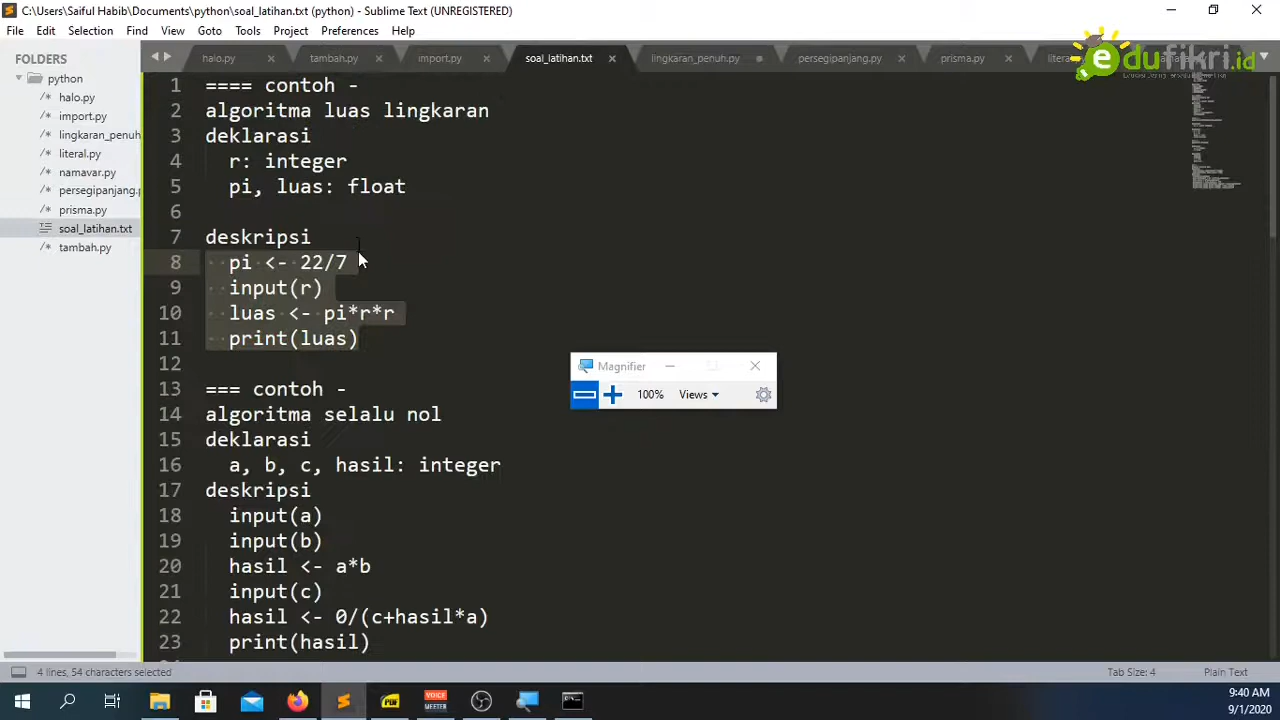 C:\Users\Saiful Habib\Documents\python\soal_latihan.txt (python) - Sublime Text (UNREGISTERED)
File Edit Selection Find View Goto Tools Project Preferences Help
FOLDERS
python
halo.py
import.py
lingkaran_penuh
literal.py
namavar.py
persegipanjang.p
prisma.py
soal_latihan.txt
tambah.py
halo.py tambah.py import.py soal_latihan.txt lingkaran_penuh.py persegipanjang.py prisma.py
edufikri.id
1 ==== contoh -
2 algoritma luas lingkaran
3 deklarasi
4 r: integer
5 pi, luas: float
6
7 deskripsi
8 pi <- 22/7
9 input(r)
10 luas <- pi*r*r
11 print(luas)
12
13 === contoh -
14 algoritma selalu nol
15 deklarasi
16 a, b, c, hasil: integer
17 deskripsi
18 input(a)
19 input(b)
20 hasil <- a*b
21 input(c)
22 hasil <- 0/(c+hasil*a)
23 print(hasil)
Magnifier
100% Views
4 lines, 54 characters selected
Tab Size: 4 Plain Text
PDF
VOICE MEETER
9:40 AM
9/1/2020